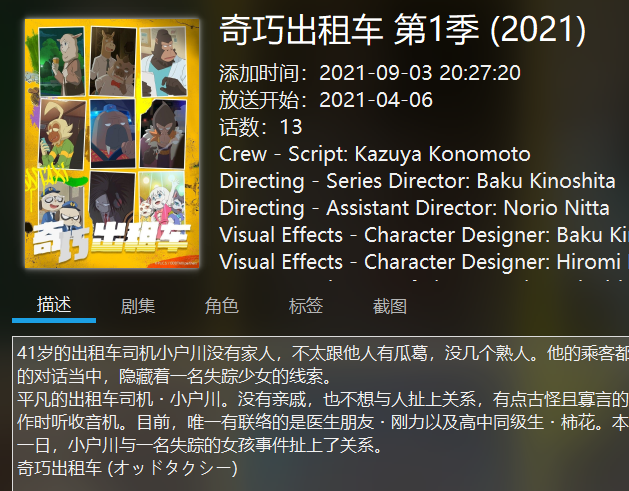 奇巧出租车 第1季 (2021)
添加时间：2021-09-03 20:27:20
放送开始：2021-04-06
话数：13
Crew - Script: Kazuya Konomoto
Directing - Series Director: Baku Kinoshita
Directing - Assistant Director: Norio Nitta
Visual Effects - Character Designer: Baku Ki
Visual Effects - Character Designer: Hiromi
奇巧出租车
描述 剧集 角色 标签 截图
41岁的出租车司机小户川没有家人，不太跟他人有瓜葛，没几个熟人。他的乘客都
的对话当中，隐藏着一名失踪少女的线索。
平凡的出租车司机・小户川。没有亲戚，也不想与人扯上关系，有点古怪且寡言的
作时听收音机。目前，唯一有联络的是医生朋友・刚力以及高中同级生・柿花。本
一日，小户川与一名失踪的女孩事件扯上了关系。
奇巧出租车 (オッドタクシー)